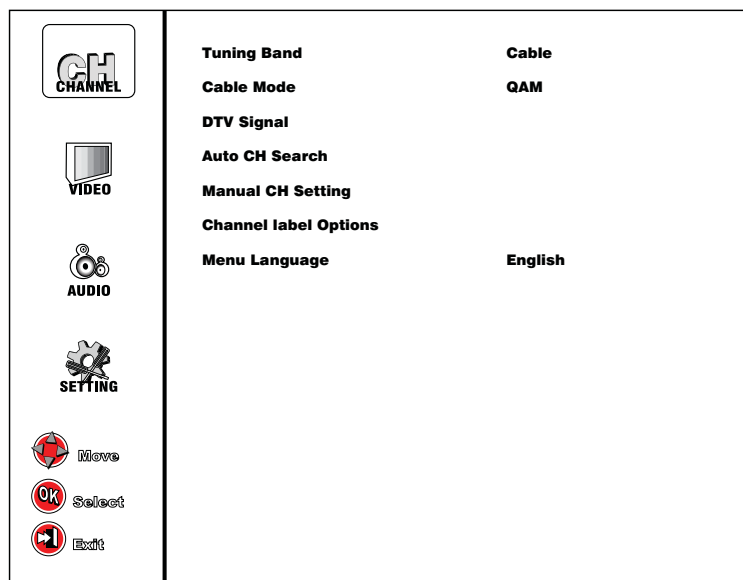 CH
CHANNEL
VIDEO
AUDIO
SETTING
Move
OK Select
Exit
Tuning Band Cable
Cable Mode QAM
DTV Signal
Auto CH Search
Manual CH Setting
Channel label Options
Menu Language English